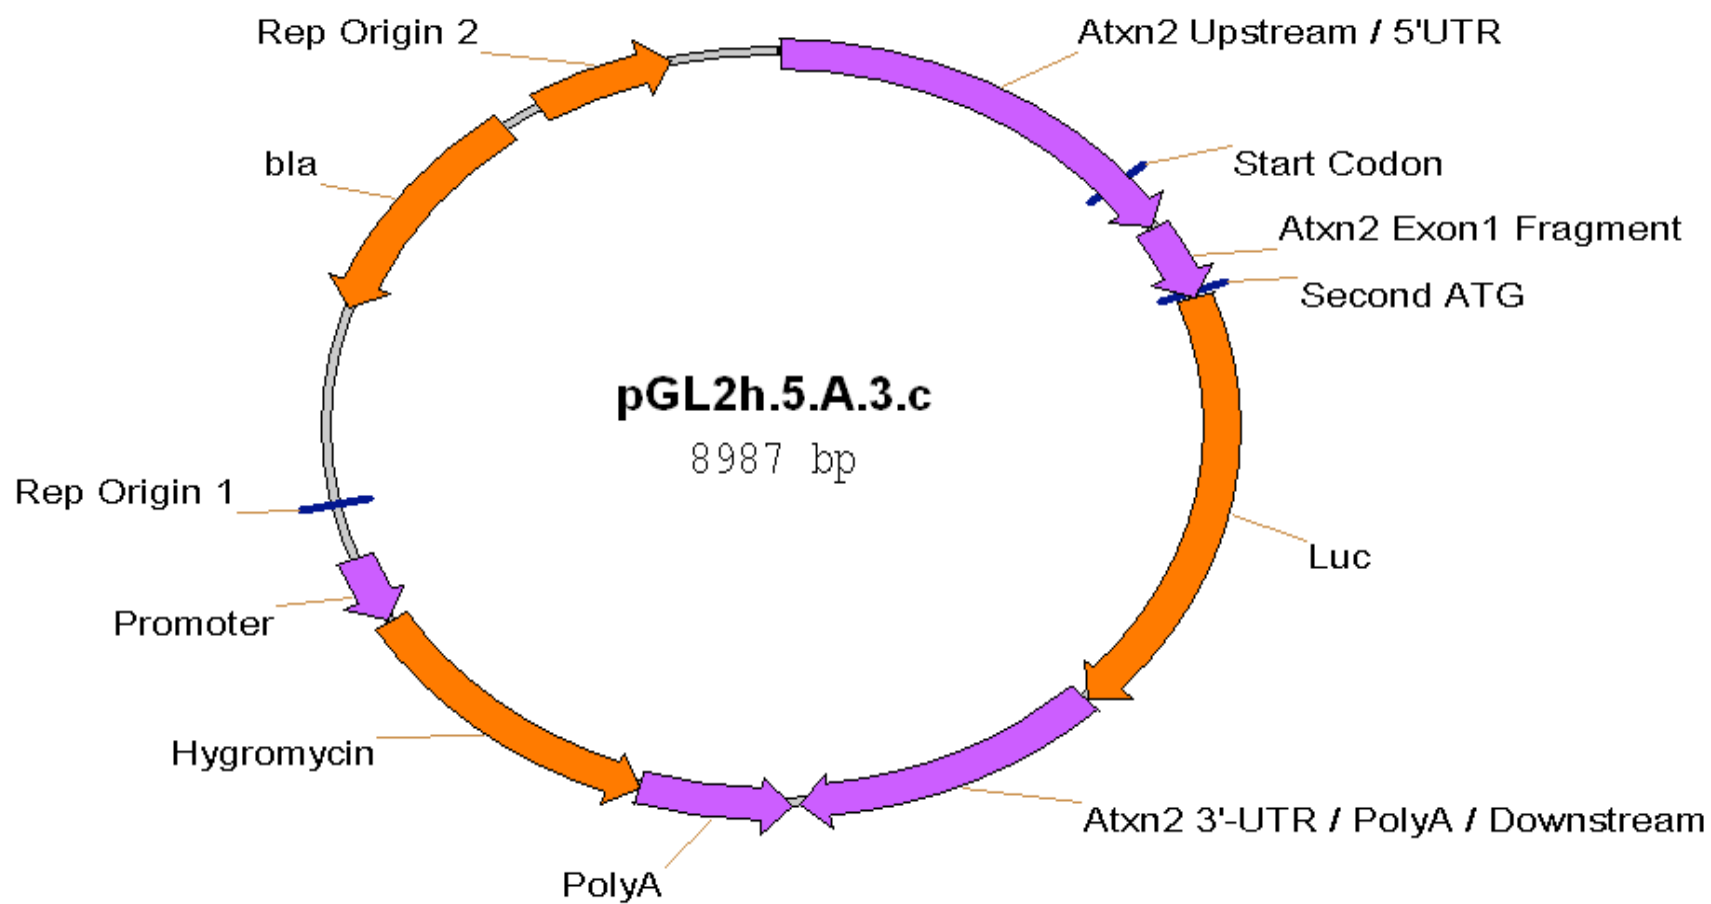 Rep Origin 2
Atxn2 Upstream / 5'UTR
bla
Start Codon
Atxn2 Exon1 Fragment
Second ATG
pGL2h.5.A.3.c
8987 bp
Rep Origin 1
Luc
Promoter
Hygromycin
Atxn2 3'-UTR / PolyA / Downstream
PolyA